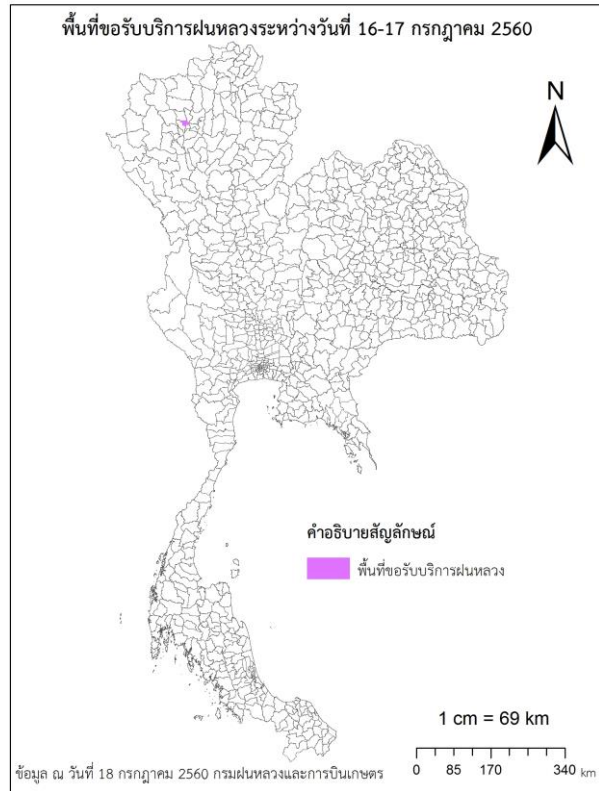 พื้นที่ขอรับบริการฝนหลวงระหว่างวันที่ 16-17 กรกฎาคม 2560
N
คำอธิบายสัญลักษณ์
พื้นที่ขอรับบริการฝนหลวง
1 cm = 69 km
ข้อมูล ณ วันที่ 18 กรกฎาคม 2560 กรมฝนหลวงและการบินเกษตร
0 85 170 340 km